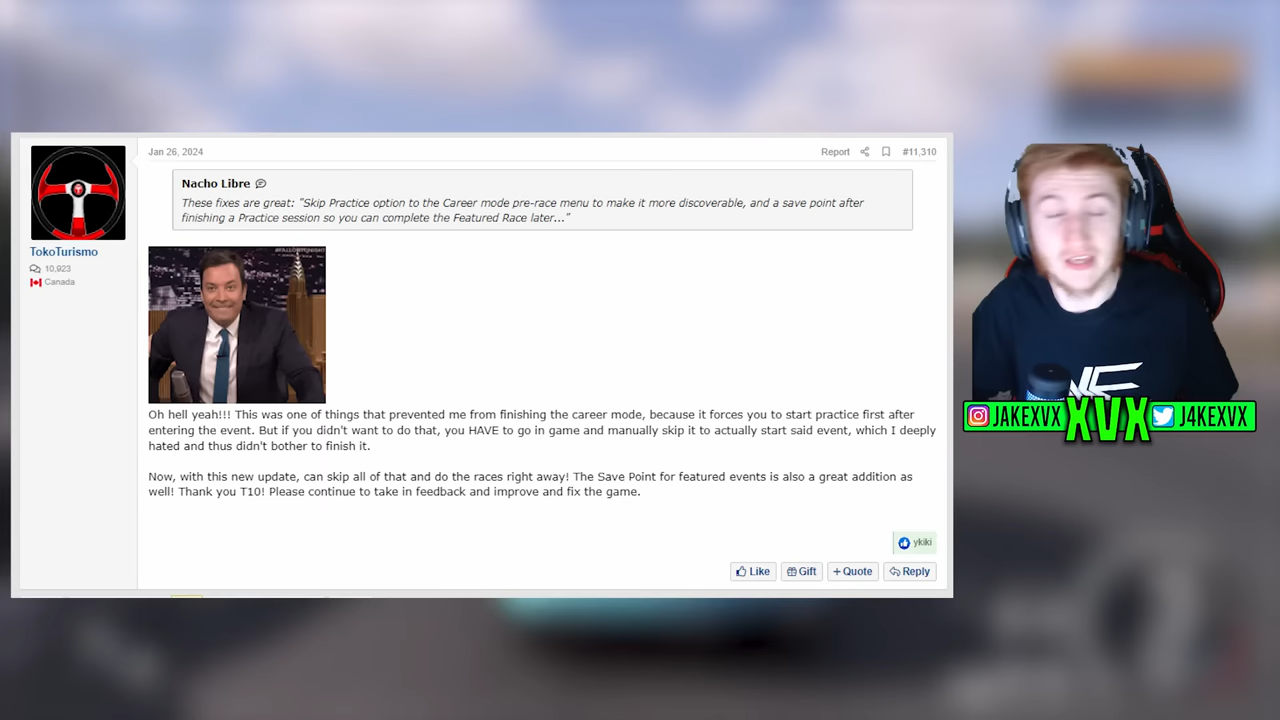 Jan 26, 2024
Report
#11,310
Nacho Libre
These fixes are great: "Skip Practice option to the Career mode pre-race menu to make it more discoverable, and a save point after
finishing a Practice session so you can complete the Featured Race later..."
TokoTurismo
10,923
Canada
Oh hell yeah!!! This was one of things that prevented me from finishing the career mode, because it forces you to start practice first after
entering the event. But if you didn't want to do that, you HAVE to go in game and manually skip it to actually start said event, which I deeply
hated and thus didn't bother to finish it.
Now, with this new update, can skip all of that and do the races right away! The Save Point for featured events is also a great addition as
well! Thank you T10! Please continue to take in feedback and improve and fix the game.
ykiki
Like
Gift
+ Quote
Reply
JAKEXVX
XVX
J4KEXVX